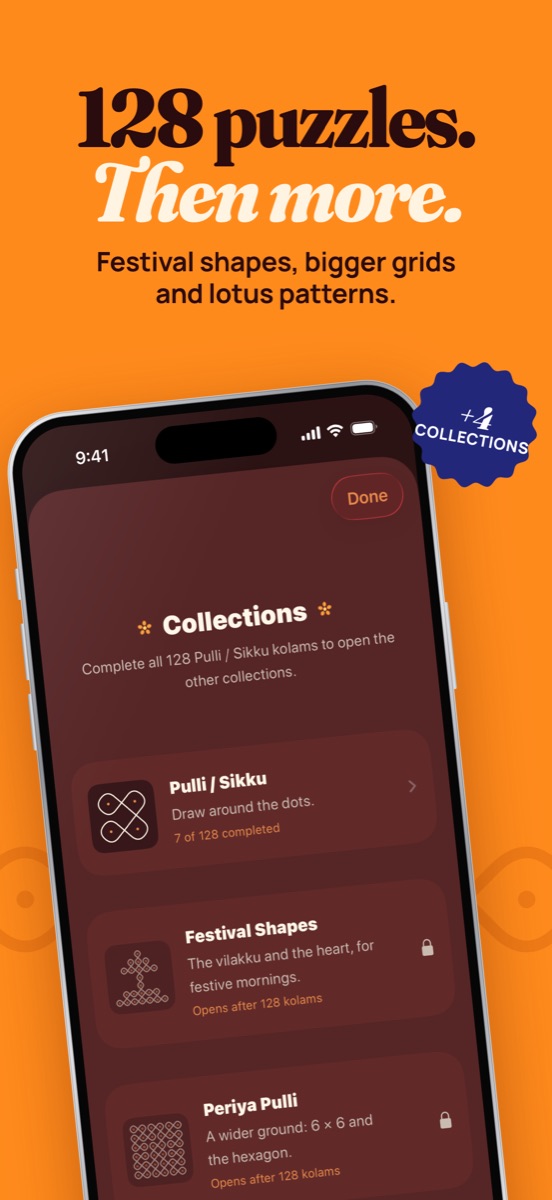 128 puzzles.
Then more.
Festival shapes, bigger grids
and lotus patterns.
+4
COLLECTIONS
9:41
Done
Collections
Complete all 128 Pulli / Sikku kolams to open the
other collections.
Pulli / Sikku
Draw around the dots.
7 of 128 completed
Festival Shapes
The vilakku and the heart, for
festive mornings.
Opens after 128 kolams
Periya Pulli
A wider ground: 6 × 6 and
the hexagon.
Opens after 128 kolams